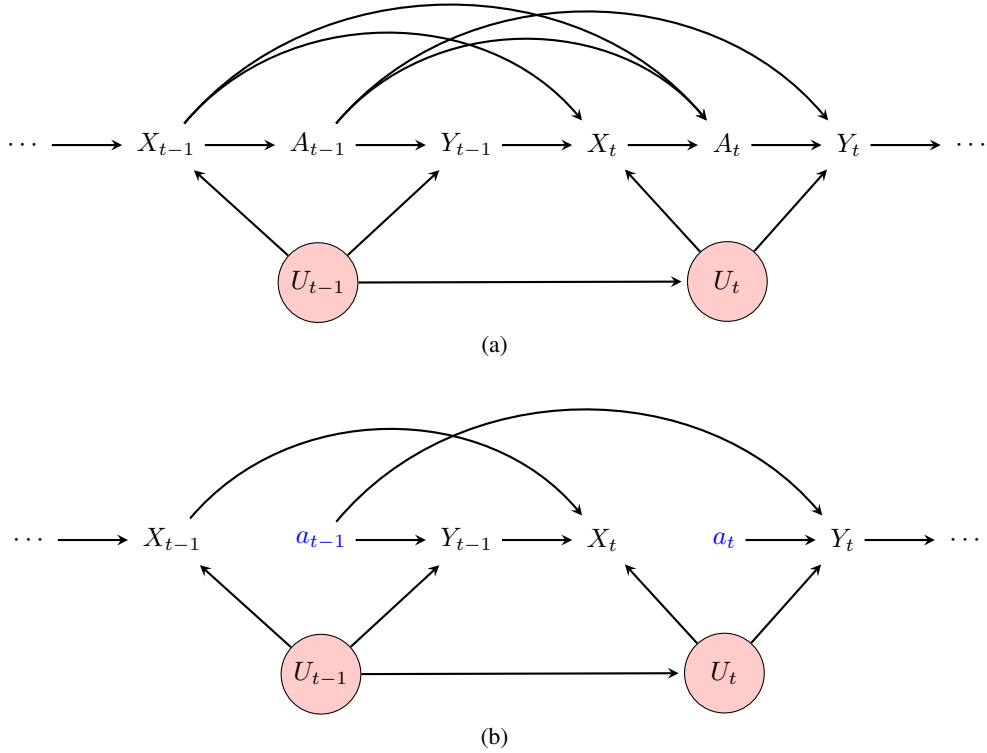 ⋯ X_{t−1} A_{t−1} Y_{t−1} X_t A_t Y_t ⋯
U_{t−1} U_t
(a)
⋯ X_{t−1} a_{t−1} Y_{t−1} X_t a_t Y_t ⋯
U_{t−1} U_t
(b)